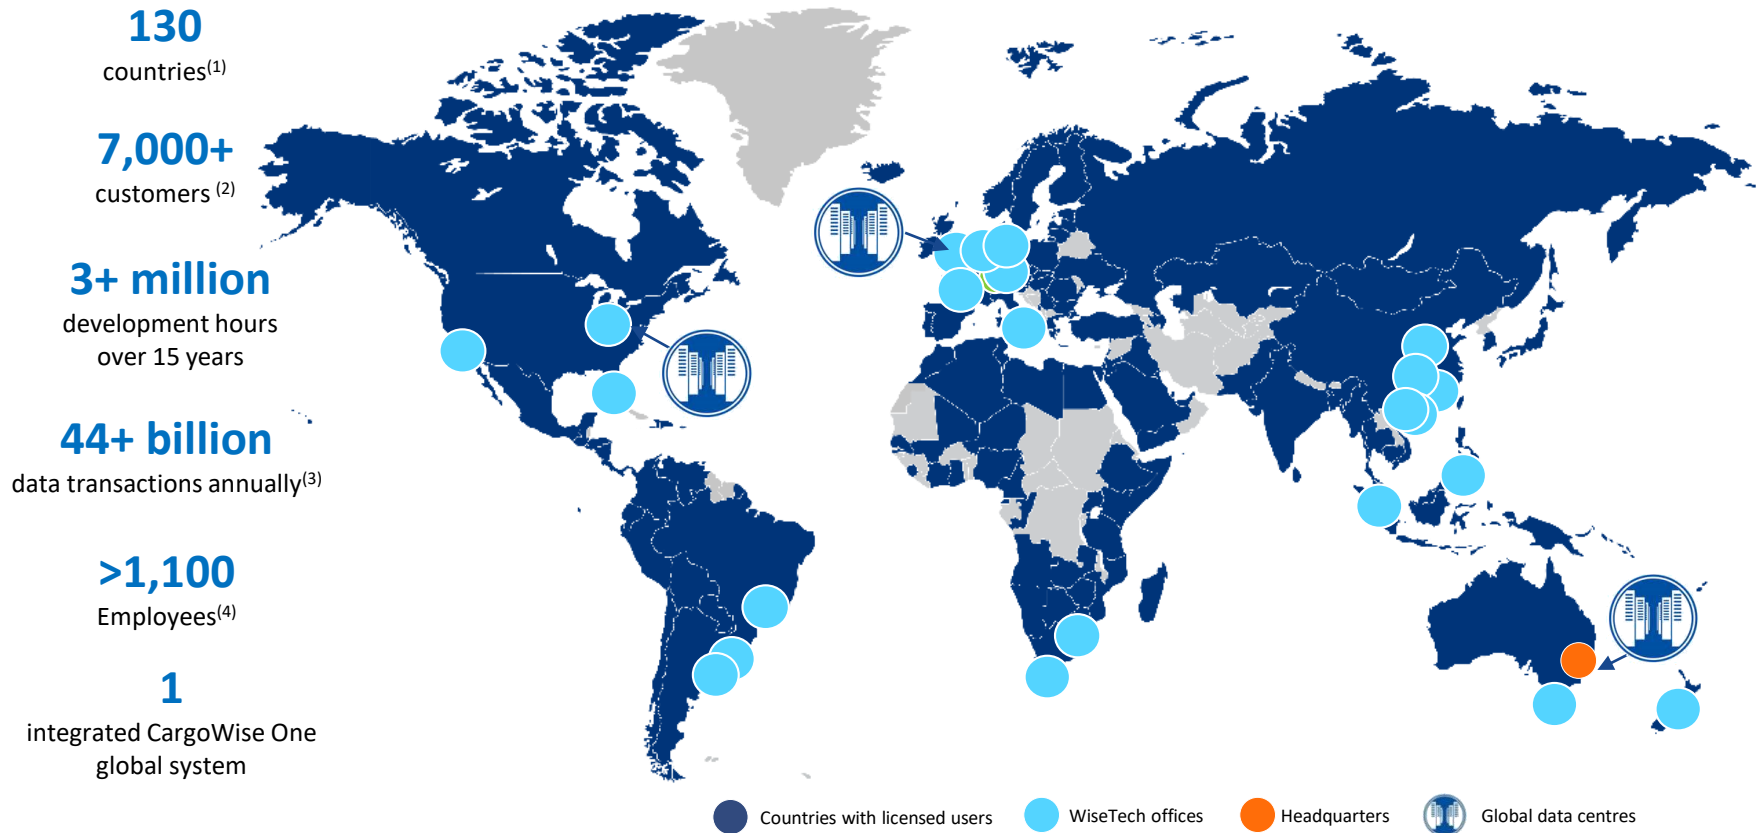 130
countries(1)
7,000+
customers (2)
3+ million
development hours
over 15 years
44+ billion
data transactions annually(3)
>1,100
Employees(4)
1
integrated CargoWise One
global system
Countries with licensed users
WiseTech offices
Headquarters
Global data centres